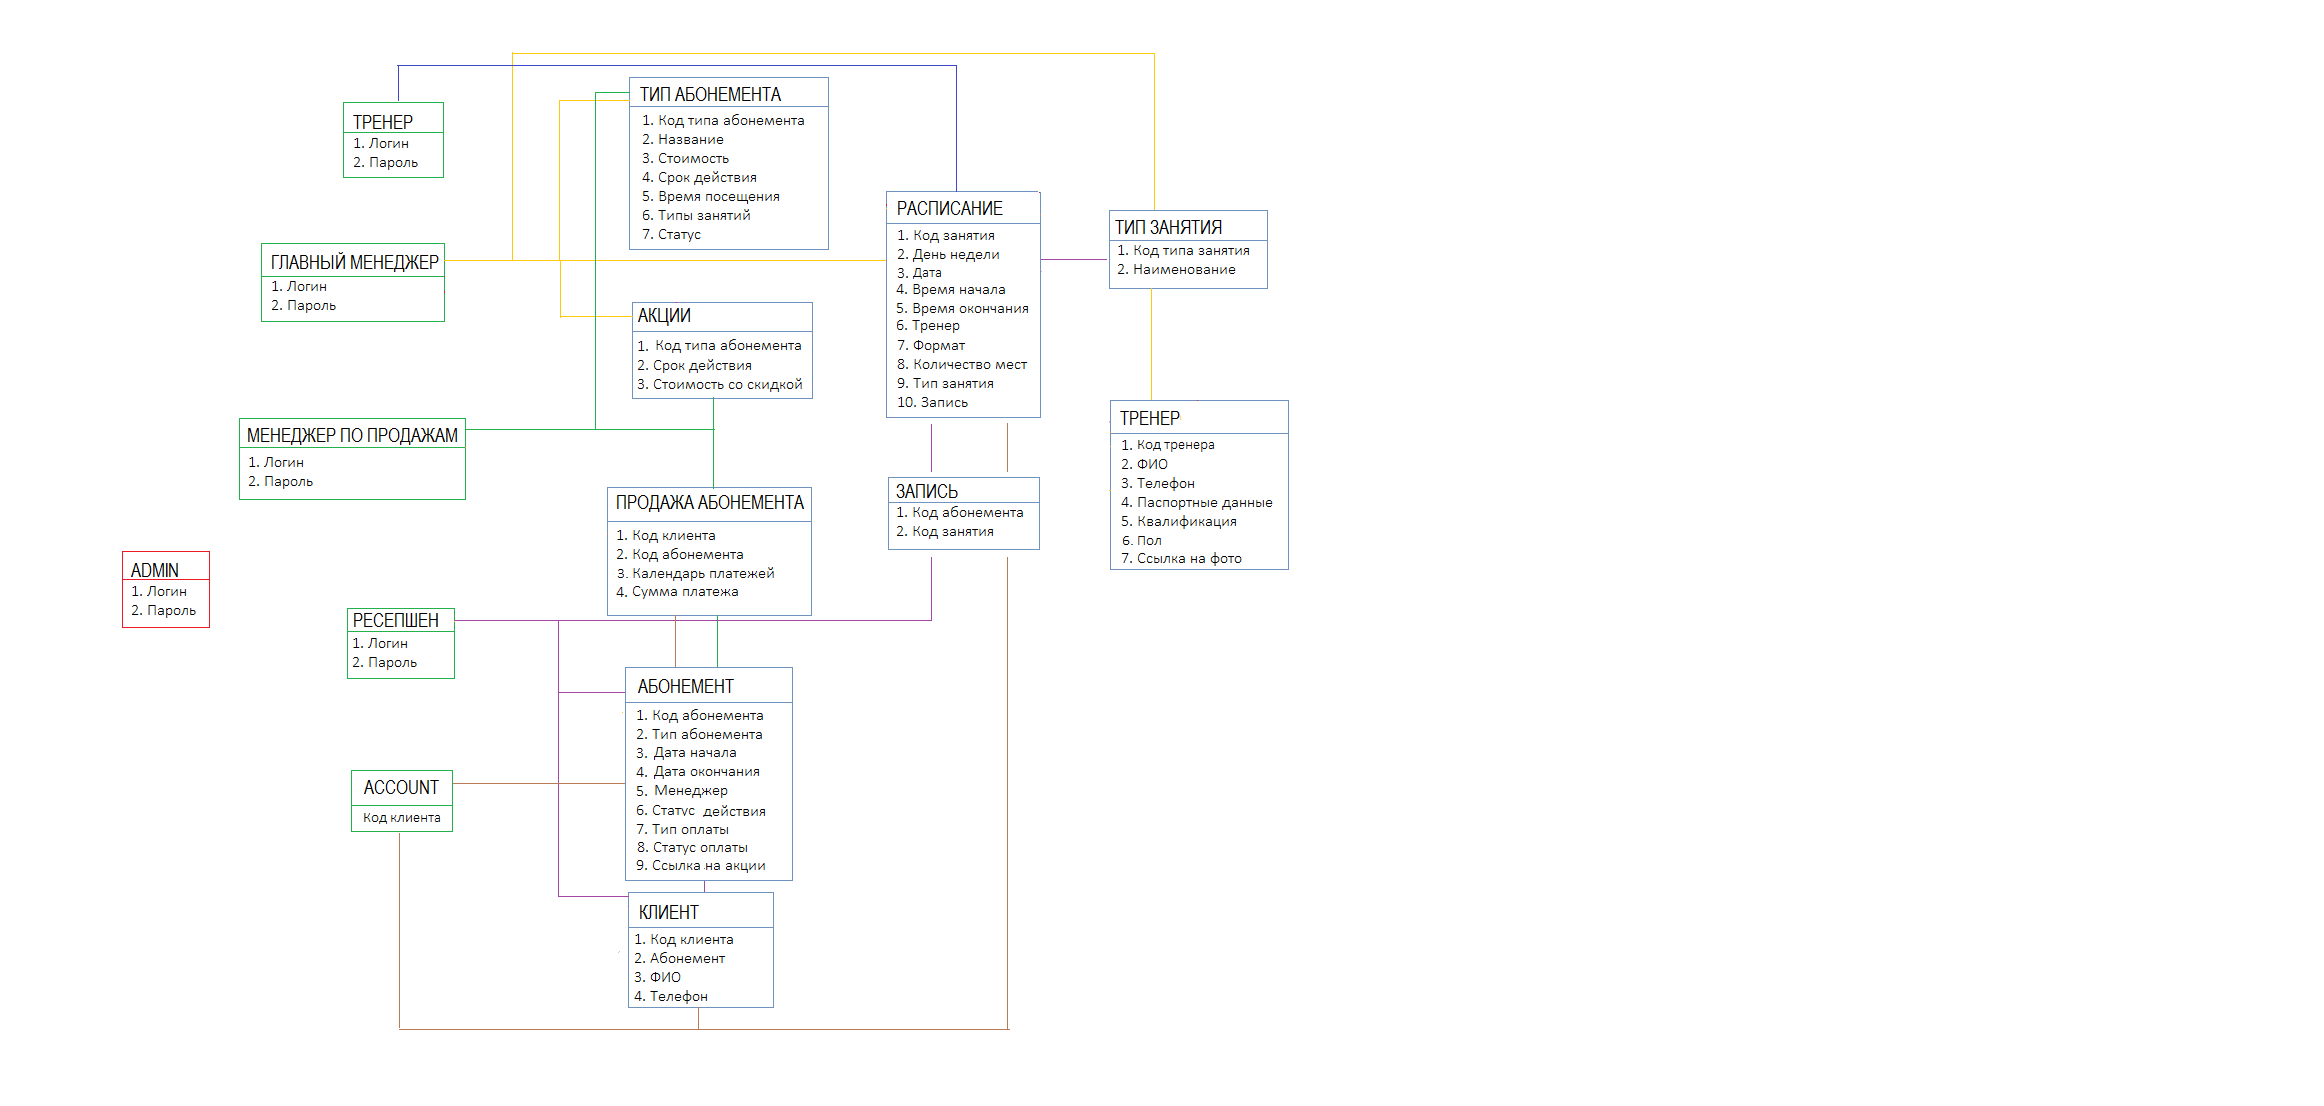 ТРЕНЕР
1. Логин
2. Пароль
ГЛАВНЫЙ МЕНЕДЖЕР
1. Логин
2. Пароль
МЕНЕДЖЕР ПО ПРОДАЖАМ
1. Логин
2. Пароль
ADMIN
1. Логин
2. Пароль
РЕСЕПШЕН
1. Логин
2. Пароль
ACCOUNT
Код клиента
ТИП АБОНЕМЕНТА
1. Код типа абонемента
2. Название
3. Стоимость
4. Срок действия
5. Время посещения
6. Типы занятий
7. Статус
АКЦИИ
1. Код типа абонемента
2. Срок действия
3. Стоимость со скидкой
ПРОДАЖА АБОНЕМЕНТА
1. Код клиента
2. Код абонемента
3. Календарь платежей
4. Сумма платежа
АБОНЕМЕНТ
1. Код абонемента
2. Тип абонемента
3. Дата начала
4. Дата окончания
5. Менеджер
6. Статус действия
7. Тип оплаты
8. Статус оплаты
9. Ссылка на акции
КЛИЕНТ
1. Код клиента
2. Абонемент
3. ФИО
4. Телефон
РАСПИСАНИЕ
1. Код занятия
2. День недели
3. Дата
4. Время начала
5. Время окончания
6. Тренер
7. Формат
8. Количество мест
9. Тип занятия
10. Запись
ЗАПИСЬ
1. Код абонемента
2. Код занятия
ТИП ЗАНЯТИЯ
1. Код типа занятия
2. Наименование
ТРЕНЕР
1. Код тренера
2. ФИО
3. Телефон
4. Паспортные данные
5. Квалификация
6. Пол
7. Ссылка на фото